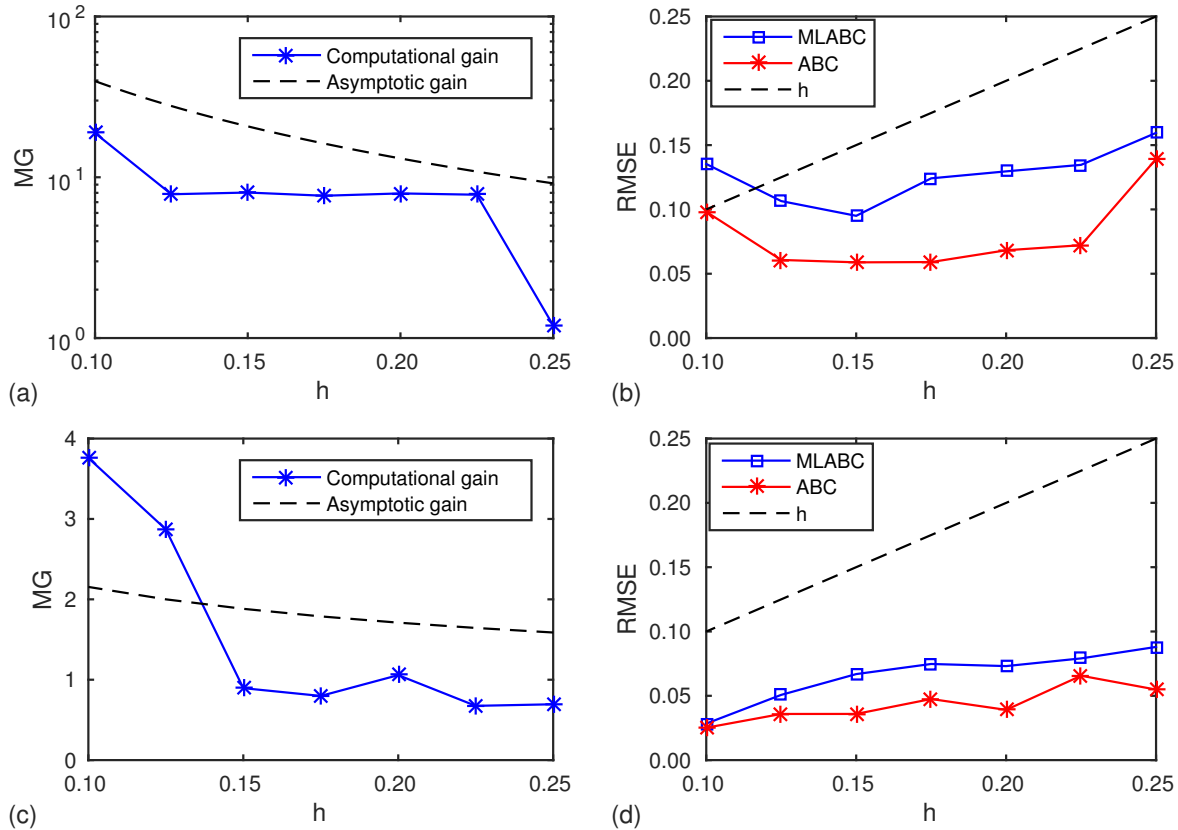 10^2
10^1
10^0
MG
Computational gain
Asymptotic gain
0.10 0.15 0.20 0.25
h
(a)
0.25
0.20
0.15
0.10
0.05
0.00
RMSE
MLABC
ABC
h
0.10 0.15 0.20 0.25
h
(b)
4
3
2
1
0
MG
Computational gain
Asymptotic gain
0.10 0.15 0.20 0.25
h
(c)
0.25
0.20
0.15
0.10
0.05
0.00
RMSE
MLABC
ABC
h
0.10 0.15 0.20 0.25
h
(d)